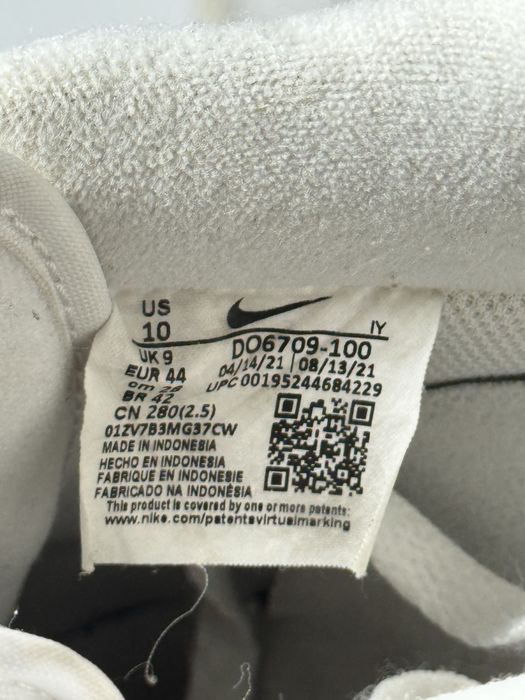 US
10
UK 9
EUR 44
cm 28
BR 42
CN 280(2.5)
01ZV7B3MG37CW
IY
DO6709-100
04/14/21 | 08/13/21
UPC 00195244684229
MADE IN INDONESIA
HECHO EN INDONESIA
FABRIQUE EN INDONESIE
FABRICADO NA INDONÉSIA
This product is covered by one or more patents:
www.nike.com/patentsvirtualmarking